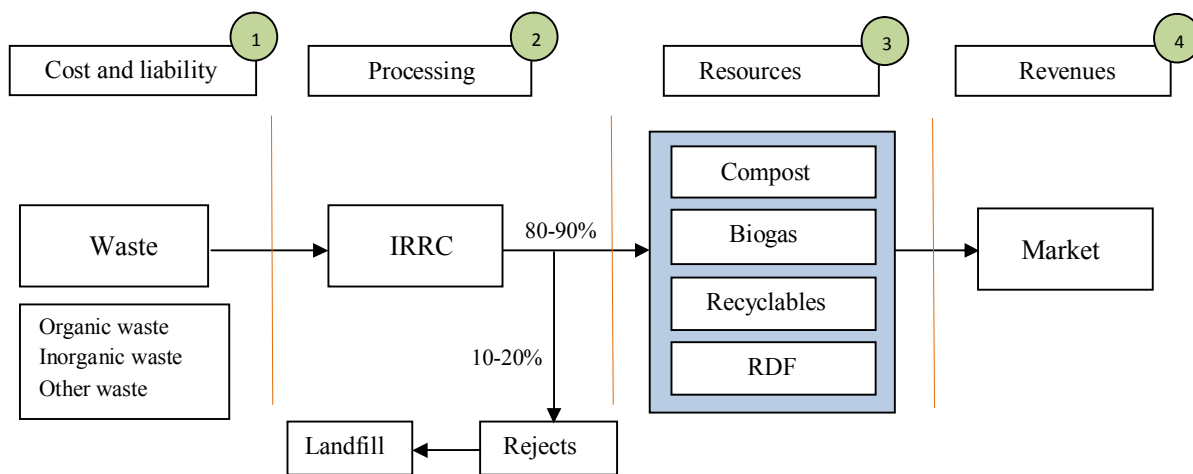 1
Cost and liability
2
Processing
3
Resources
4
Revenues
Waste
Organic waste
Inorganic waste
Other waste
IRRC
80-90%
10-20%
Rejects
Landfill
Compost
Biogas
Recyclables
RDF
Market